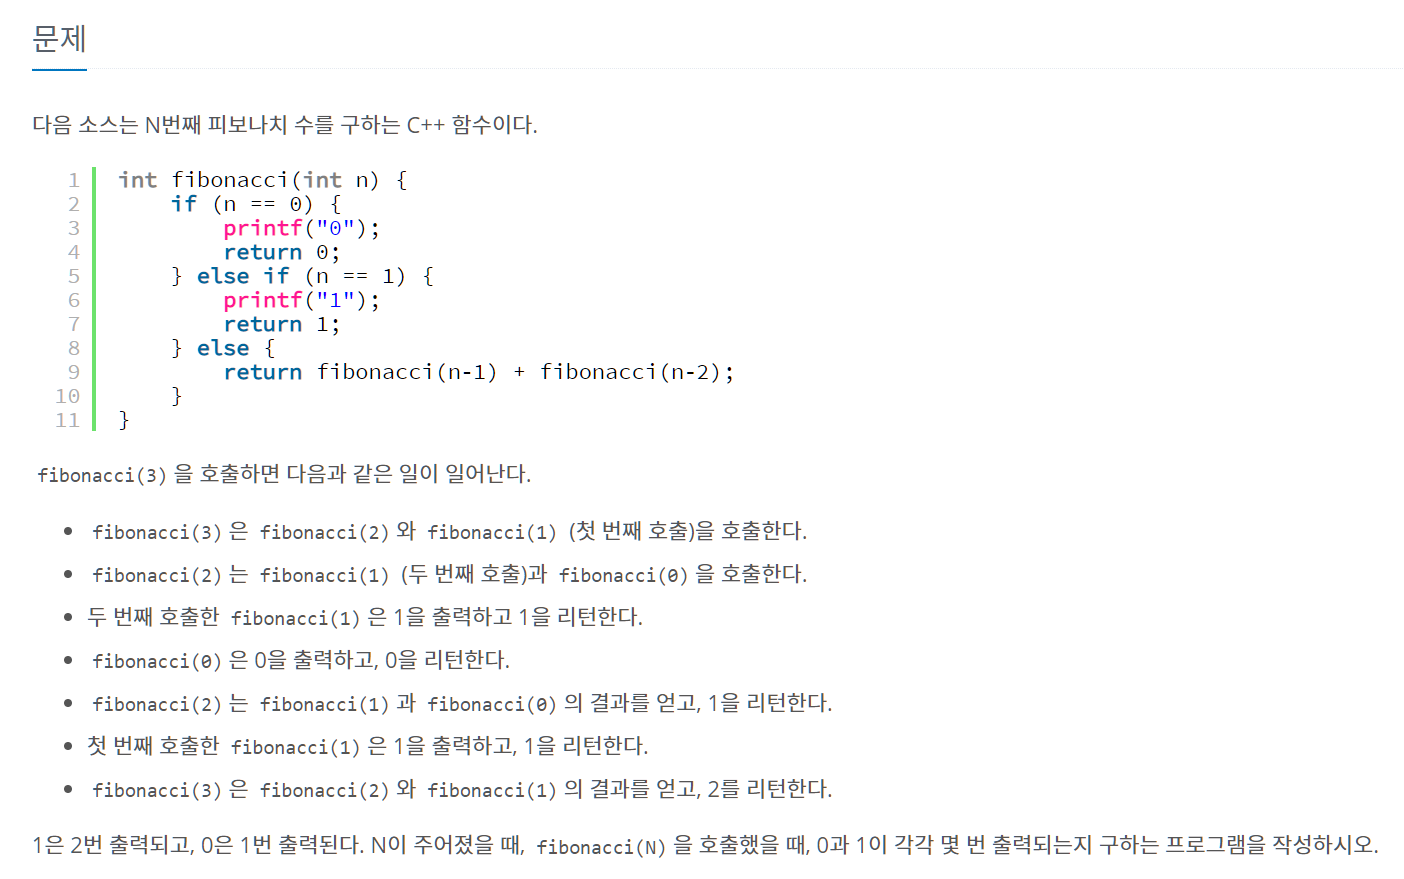 문제
다음 소스는 N번째 피보나치 수를 구하는 C++ 함수이다.
1 int fibonacci(int n) {
2     if (n == 0) {
3         printf("0");
4         return 0;
5     } else if (n == 1) {
6         printf("1");
7         return 1;
8     } else {
9         return fibonacci(n-1) + fibonacci(n-2);
10     }
11 }
fibonacci(3) 을 호출하면 다음과 같은 일이 일어난다.
• fibonacci(3) 은 fibonacci(2) 와 fibonacci(1) (첫 번째 호출)을 호출한다.
• fibonacci(2) 는 fibonacci(1) (두 번째 호출)과 fibonacci(0) 을 호출한다.
• 두 번째 호출한 fibonacci(1) 은 1을 출력하고 1을 리턴한다.
• fibonacci(0) 은 0을 출력하고, 0을 리턴한다.
• fibonacci(2) 는 fibonacci(1) 과 fibonacci(0) 의 결과를 얻고, 1을 리턴한다.
• 첫 번째 호출한 fibonacci(1) 은 1을 출력하고, 1을 리턴한다.
• fibonacci(3) 은 fibonacci(2) 와 fibonacci(1) 의 결과를 얻고, 2를 리턴한다.
1은 2번 출력되고, 0은 1번 출력된다. N이 주어졌을 때, fibonacci(N) 을 호출했을 때, 0과 1이 각각 몇 번 출력되는지 구하는 프로그램을 작성하시오.